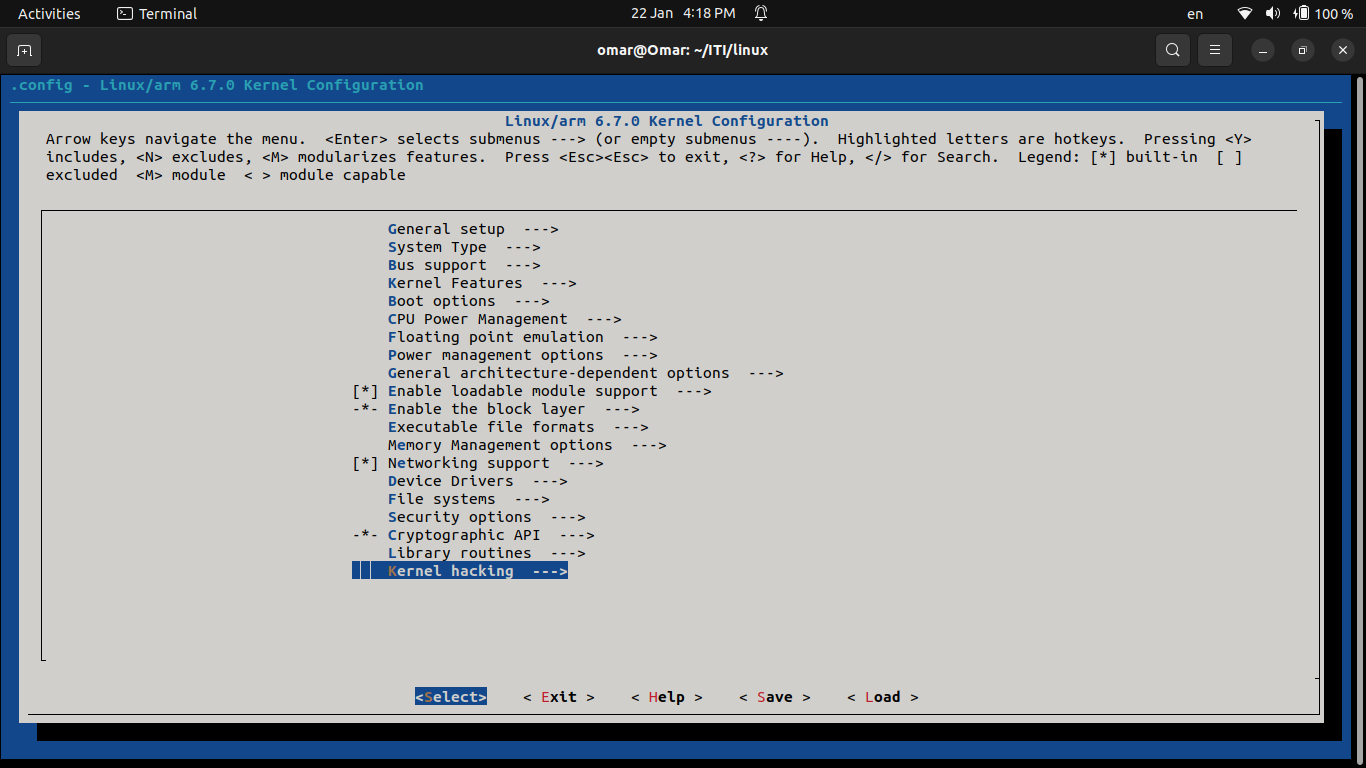 Activities Terminal 22 Jan 4:18 PM en 100 %
omar@Omar: ~/ITI/linux
.config - Linux/arm 6.7.0 Kernel Configuration
Linux/arm 6.7.0 Kernel Configuration
Arrow keys navigate the menu.  <Enter> selects submenus ---> (or empty submenus ----).  Highlighted letters are hotkeys.  Pressing <Y>
includes, <N> excludes, <M> modularizes features.  Press <Esc><Esc> to exit, <?> for Help, </> for Search.  Legend: [*] built-in  [ ]
excluded  <M> module  < > module capable
General setup  --->
System Type  --->
Bus support  --->
Kernel Features  --->
Boot options  --->
CPU Power Management  --->
Floating point emulation  --->
Power management options  --->
General architecture-dependent options  --->
[*] Enable loadable module support  --->
-*- Enable the block layer  --->
Executable file formats  --->
Memory Management options  --->
[*] Networking support  --->
Device Drivers  --->
File systems  --->
Security options  --->
-*- Cryptographic API  --->
Library routines  --->
Kernel hacking  --->
<Select>    < Exit >    < Help >    < Save >    < Load >